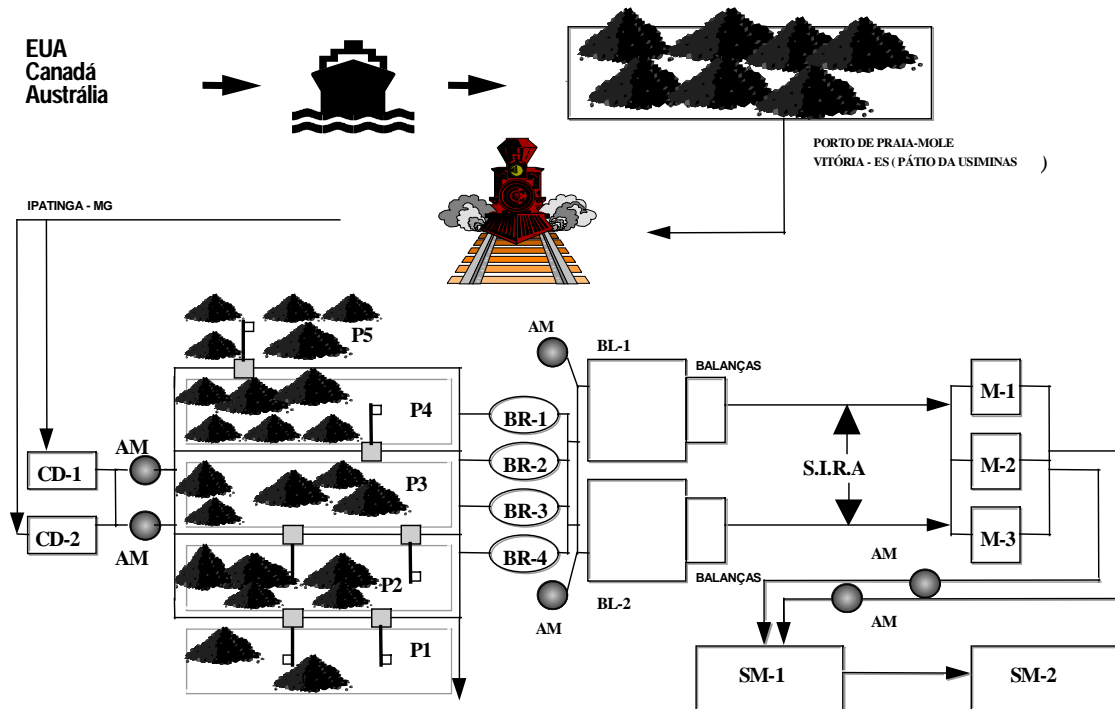 EUA
Canadá
Austrália
PORTO DE PRAIA-MOLE
VITÓRIA - ES ( PÁTIO DA USIMINAS )
IPATINGA - MG
P5
AM
BL-1
BALANÇAS
P4
BR-1
M-1
AM
CD-1
BR-2
P3
S.I.R.A
M-2
BR-3
CD-2
AM
M-3
BR-4
AM
P2
BL-2
BALANÇAS
AM
AM
P1
SM-1
SM-2